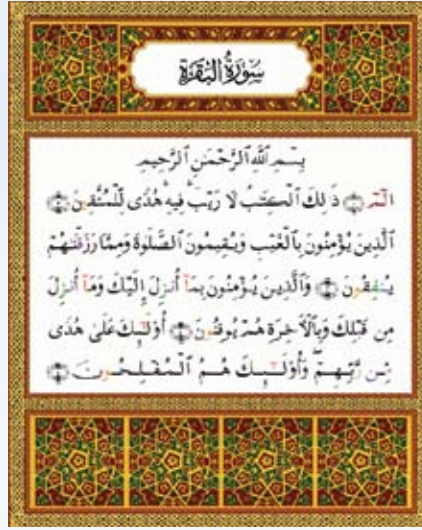 سُورَةُ الْبَقَرَةِ
بِسْمِ ٱللَّهِ ٱلرَّحْمَٰنِ ٱلرَّحِيمِ
الٓمٓ ۝ ذَٰلِكَ ٱلْكِتَٰبُ لَا رَيْبَ ۛ فِيهِ ۛ هُدًى لِّلْمُتَّقِينَ ۝
ٱلَّذِينَ يُؤْمِنُونَ بِٱلْغَيْبِ وَيُقِيمُونَ ٱلصَّلَوٰةَ وَمِمَّا رَزَقْنَٰهُمْ
يُنفِقُونَ ۝ وَٱلَّذِينَ يُؤْمِنُونَ بِمَآ أُنزِلَ إِلَيْكَ وَمَآ أُنزِلَ
مِن قَبْلِكَ وَبِٱلْأَخِرَةِ هُمْ يُوقِنُونَ ۝ أُو۟لَٰٓئِكَ عَلَىٰ هُدًى
مِّن رَّبِّهِمْ ۖ وَأُو۟لَٰٓئِكَ هُمُ ٱلْمُفْلِحُونَ ۝